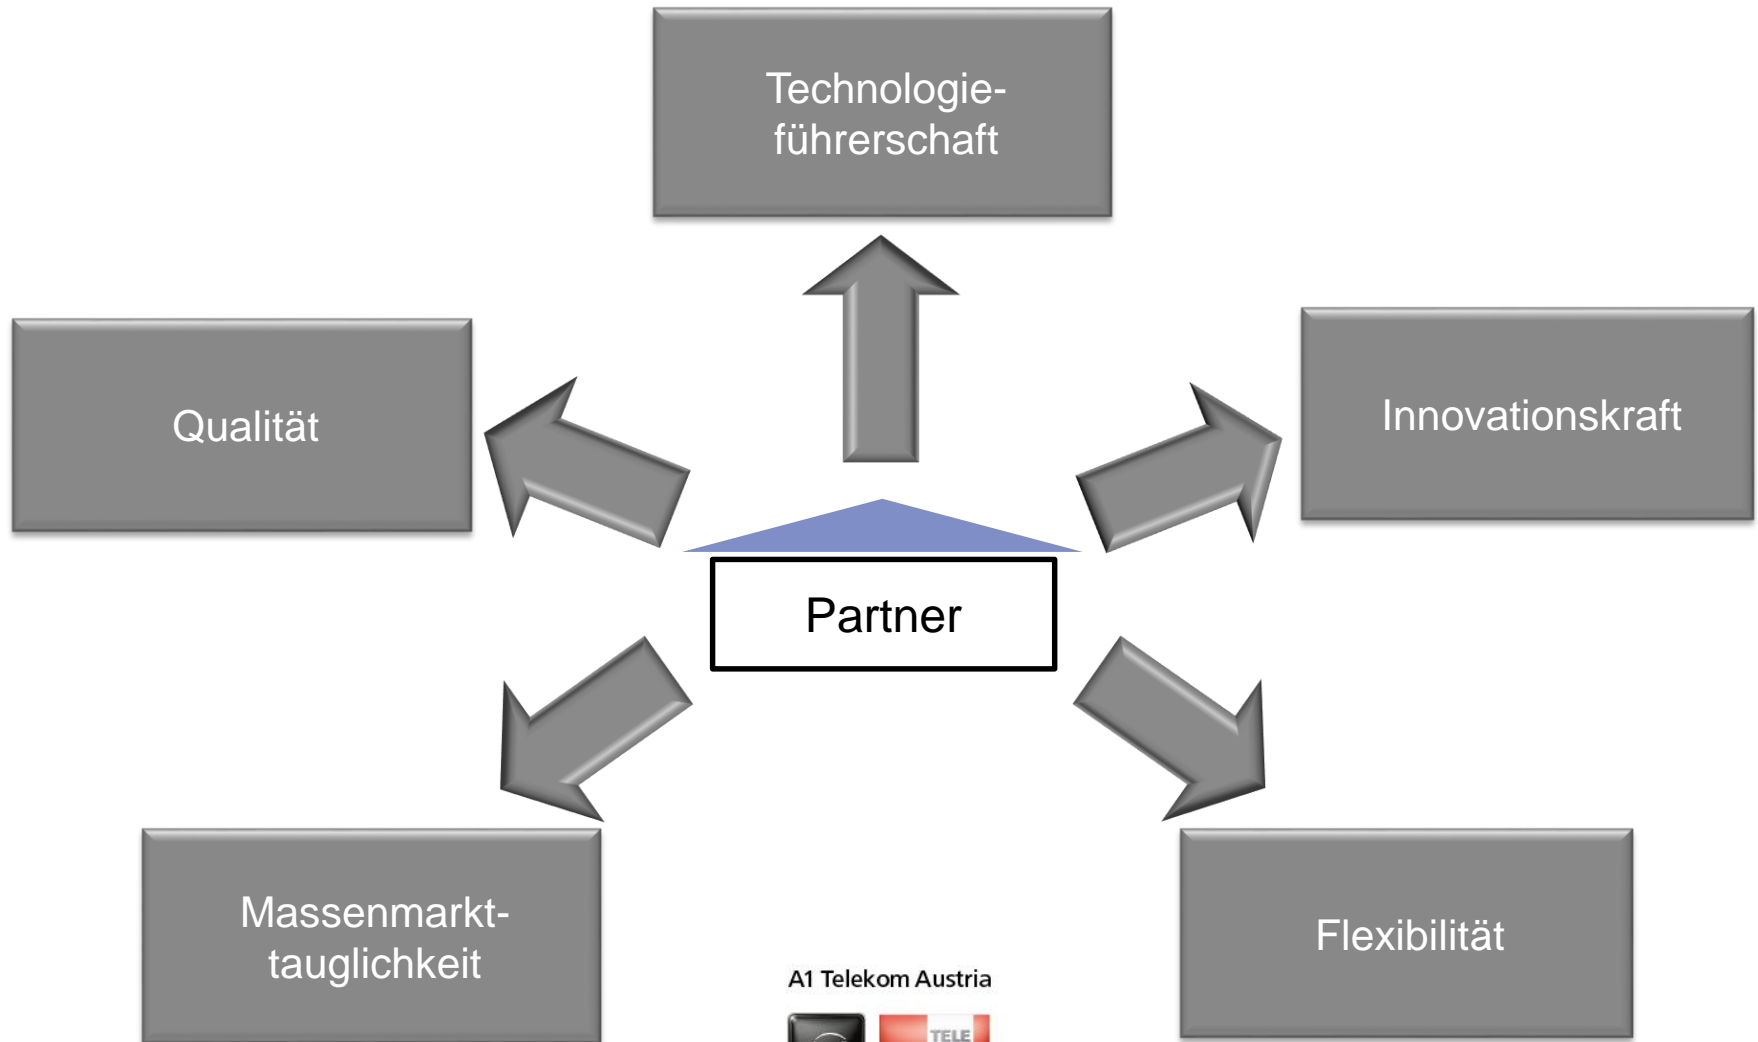 Technologie-
führerschaft
Qualität
Innovationskraft
Partner
Massenmarkt-
tauglichkeit
Flexibilität
A1 Telekom Austria
TELE